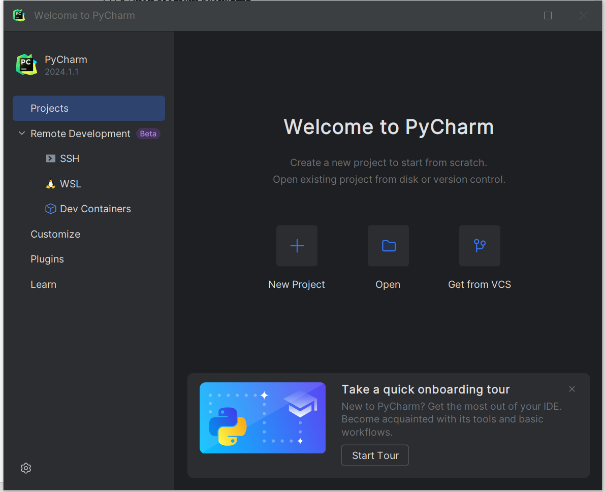 Welcome to PyCharm
PyCharm
2024.1.1
Projects
Remote Development Beta
SSH
WSL
Dev Containers
Customize
Plugins
Learn
Welcome to PyCharm
Create a new project to start from scratch.
Open existing project from disk or version control.
New Project Open Get from VCS
Take a quick onboarding tour
New to PyCharm? Get the most out of your IDE.
Become acquainted with its tools and basic
workflows.
Start Tour